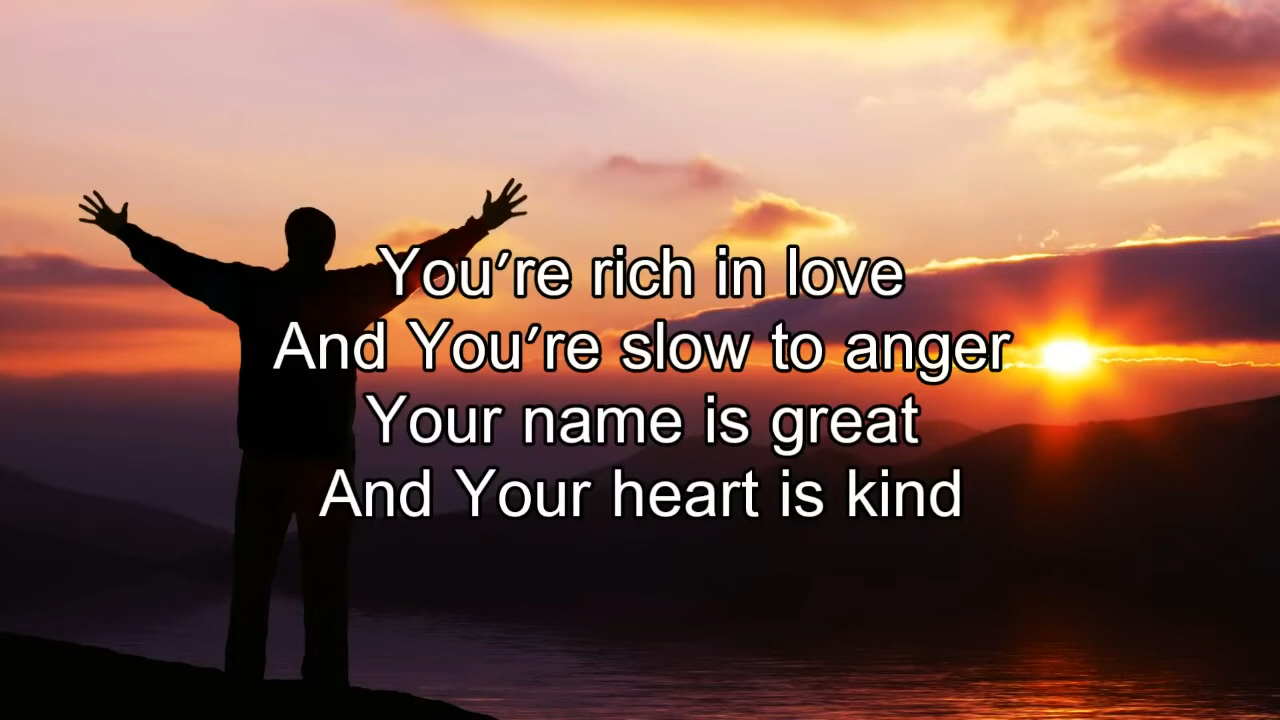 You're rich in love
And You're slow to anger
Your name is great
And Your heart is kind